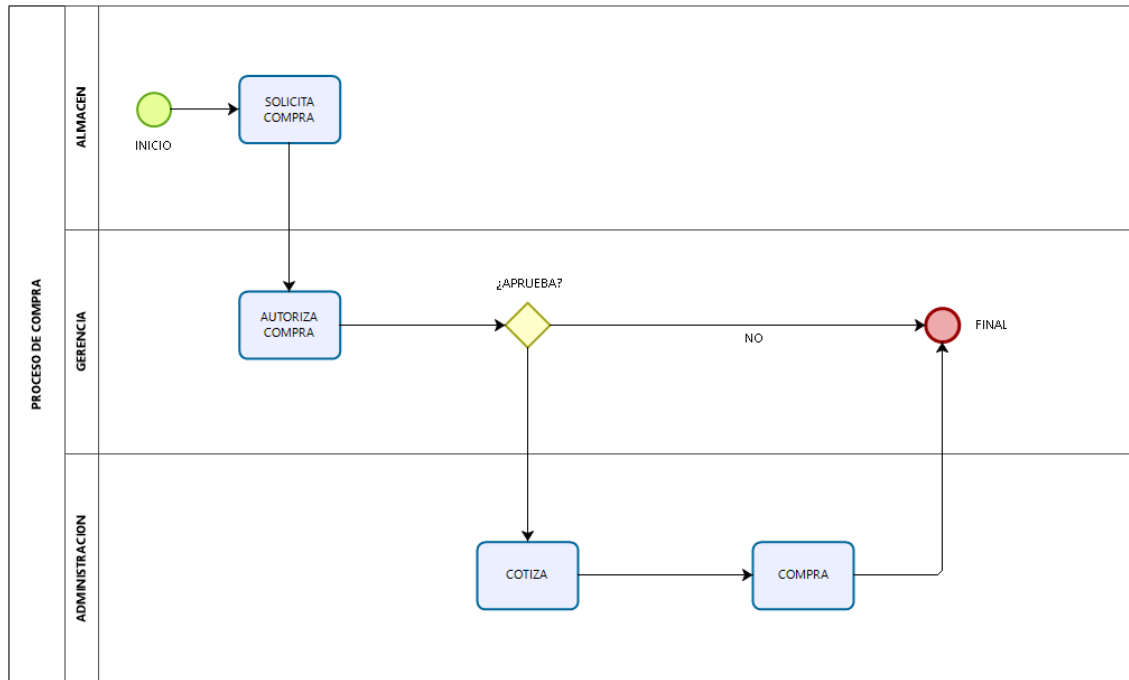 PROCESO DE COMPRA
ALMACEN
INICIO
SOLICITA
COMPRA
GERENCIA
AUTORIZA
COMPRA
¿APRUEBA?
NO
FINAL
ADMINISTRACION
COTIZA
COMPRA